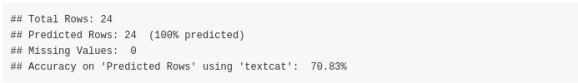 ## Total Rows: 24
## Predicted Rows: 24  (100% predicted)
## Missing Values:  0
## Accuracy on 'Predicted Rows' using 'textcat':  70.83%